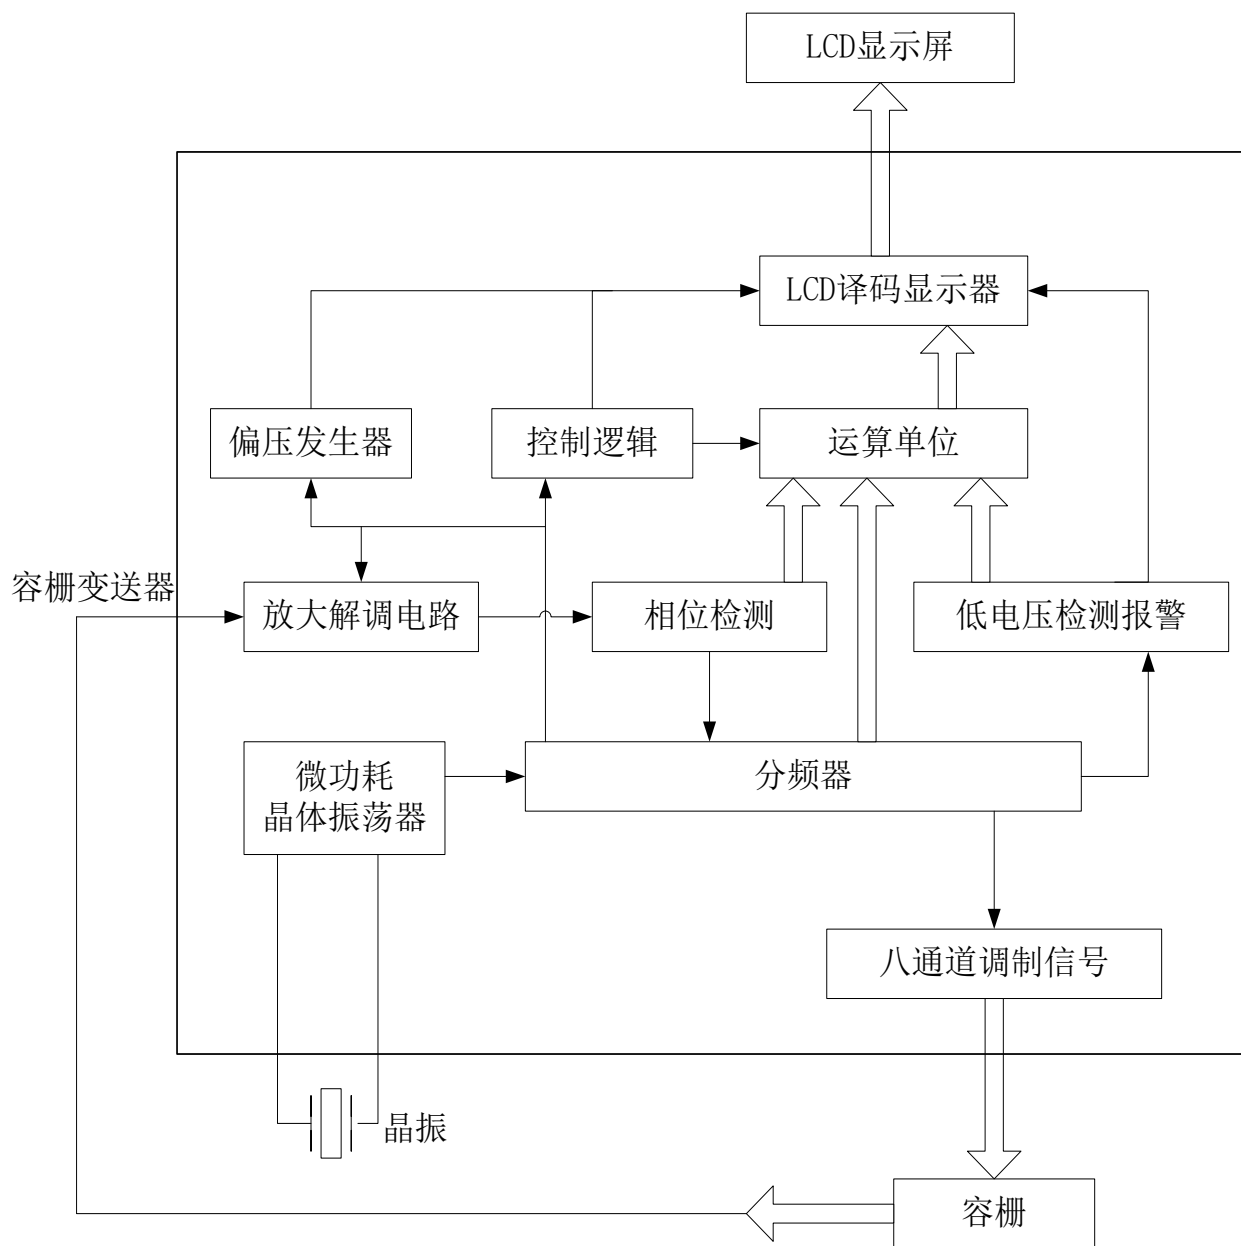 LCD显示屏
LCD译码显示器
偏压发生器
控制逻辑
运算单位
容栅变送器
放大解调电路
相位检测
低电压检测报警
微功耗
晶体振荡器
分频器
八通道调制信号
晶振
容栅